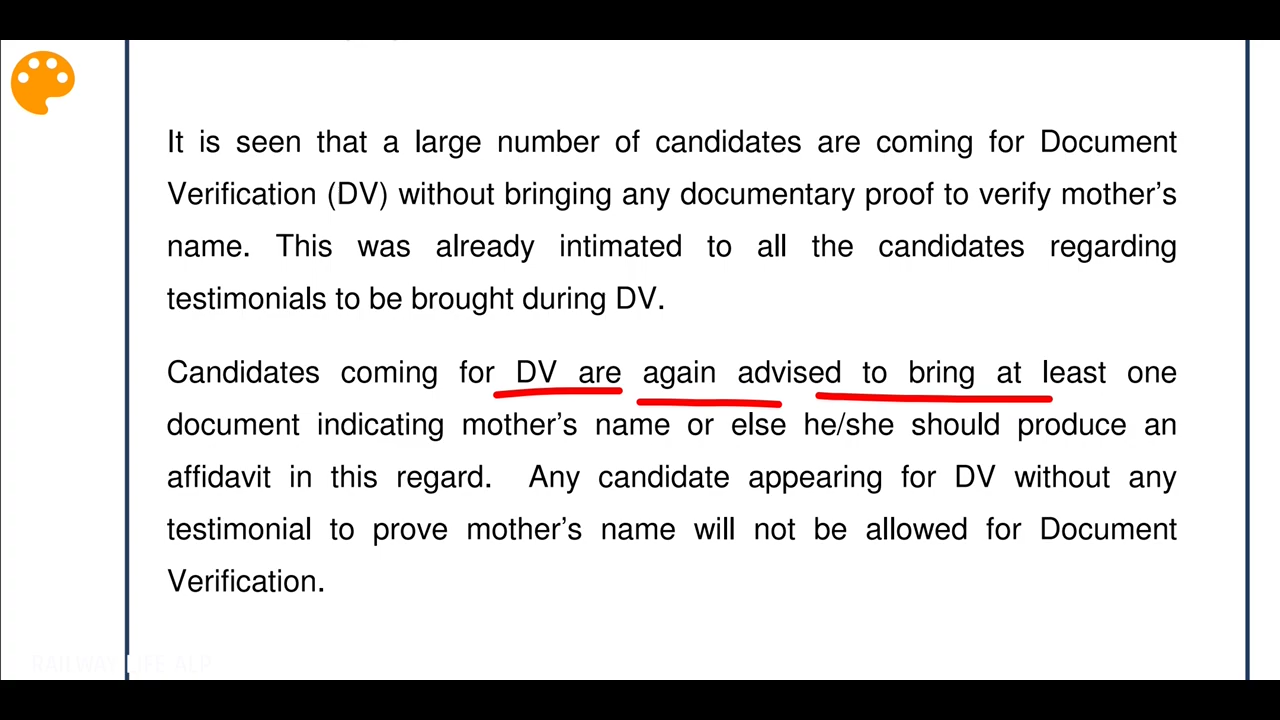 It is seen that a large number of candidates are coming for Document
Verification (DV) without bringing any documentary proof to verify mother’s
name. This was already intimated to all the candidates regarding
testimonials to be brought during DV.
Candidates coming for DV are again advised to bring at least one
document indicating mother’s name or else he/she should produce an
affidavit in this regard. Any candidate appearing for DV without any
testimonial to prove mother’s name will not be allowed for Document
Verification.
RAILWAY LIFE ALP